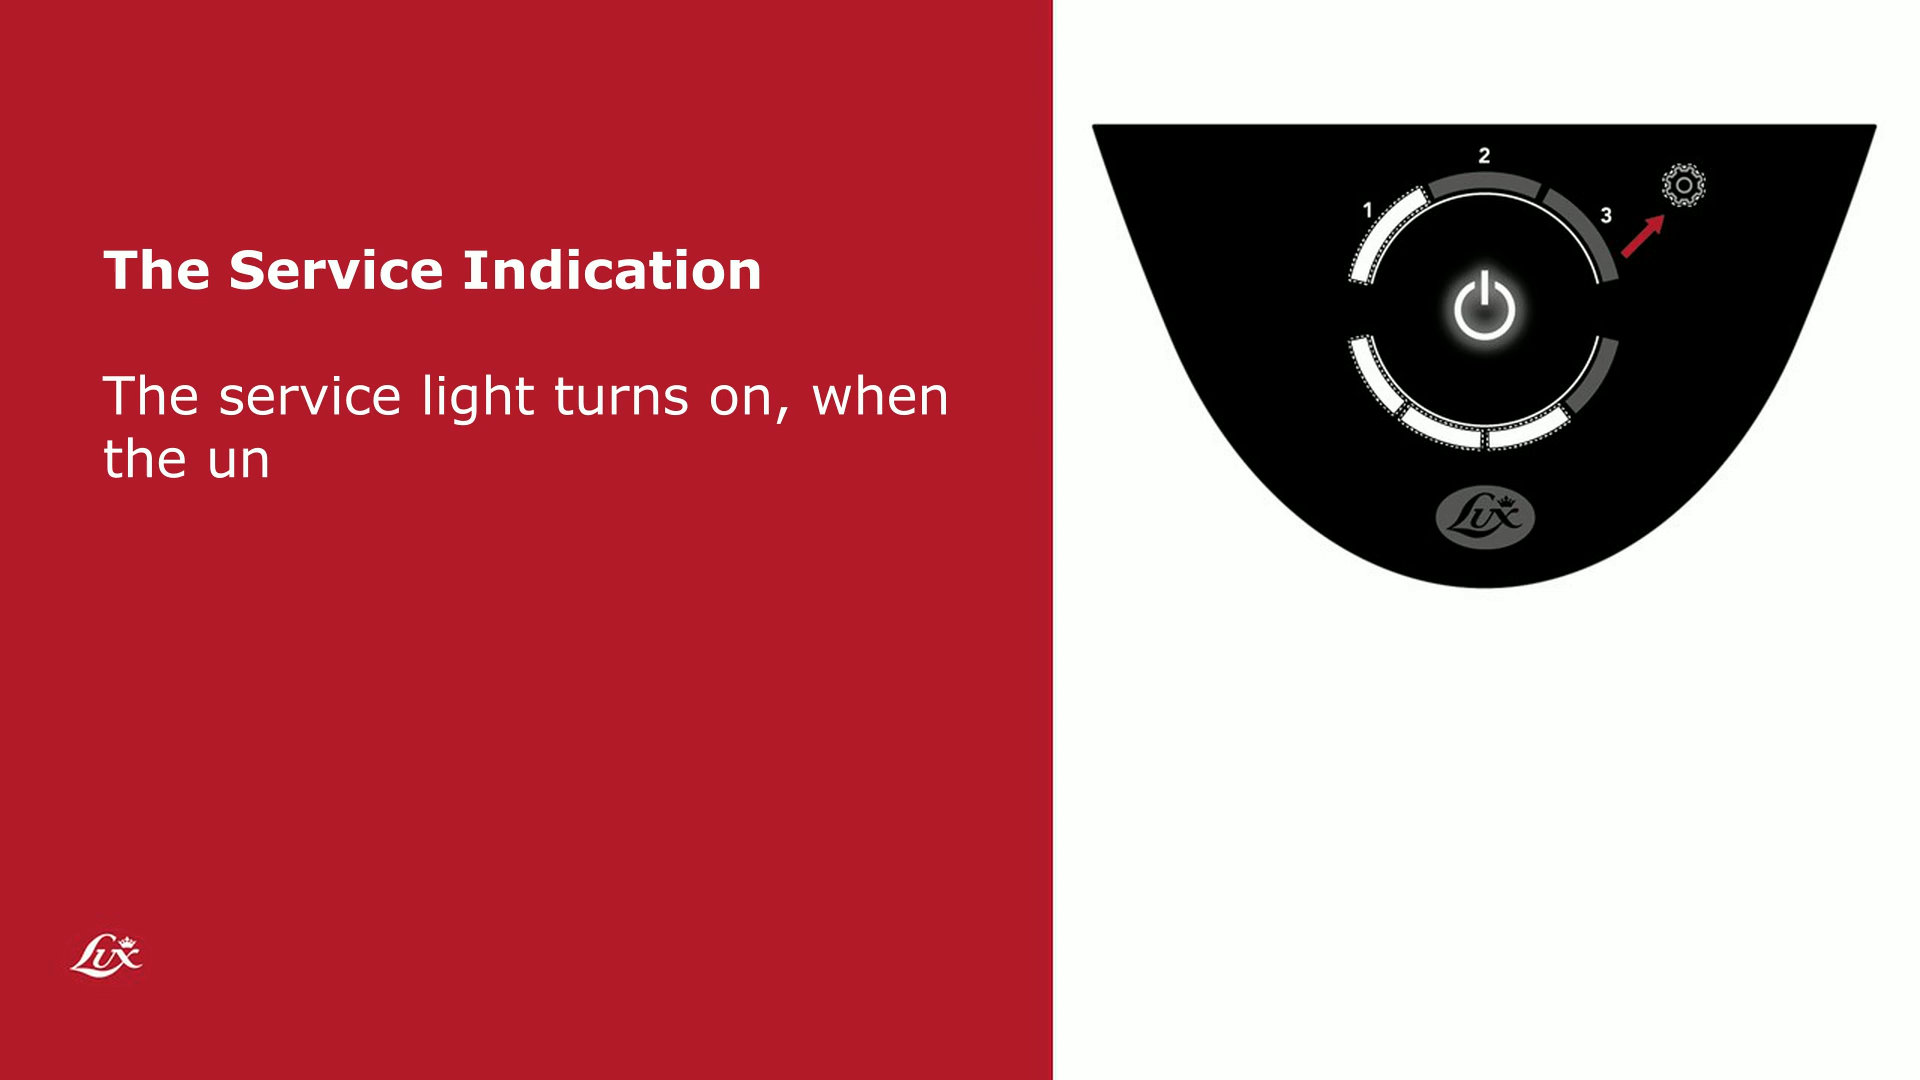 The Service Indication
The service light turns on, when
the un
Lux
1
2
3
Lux